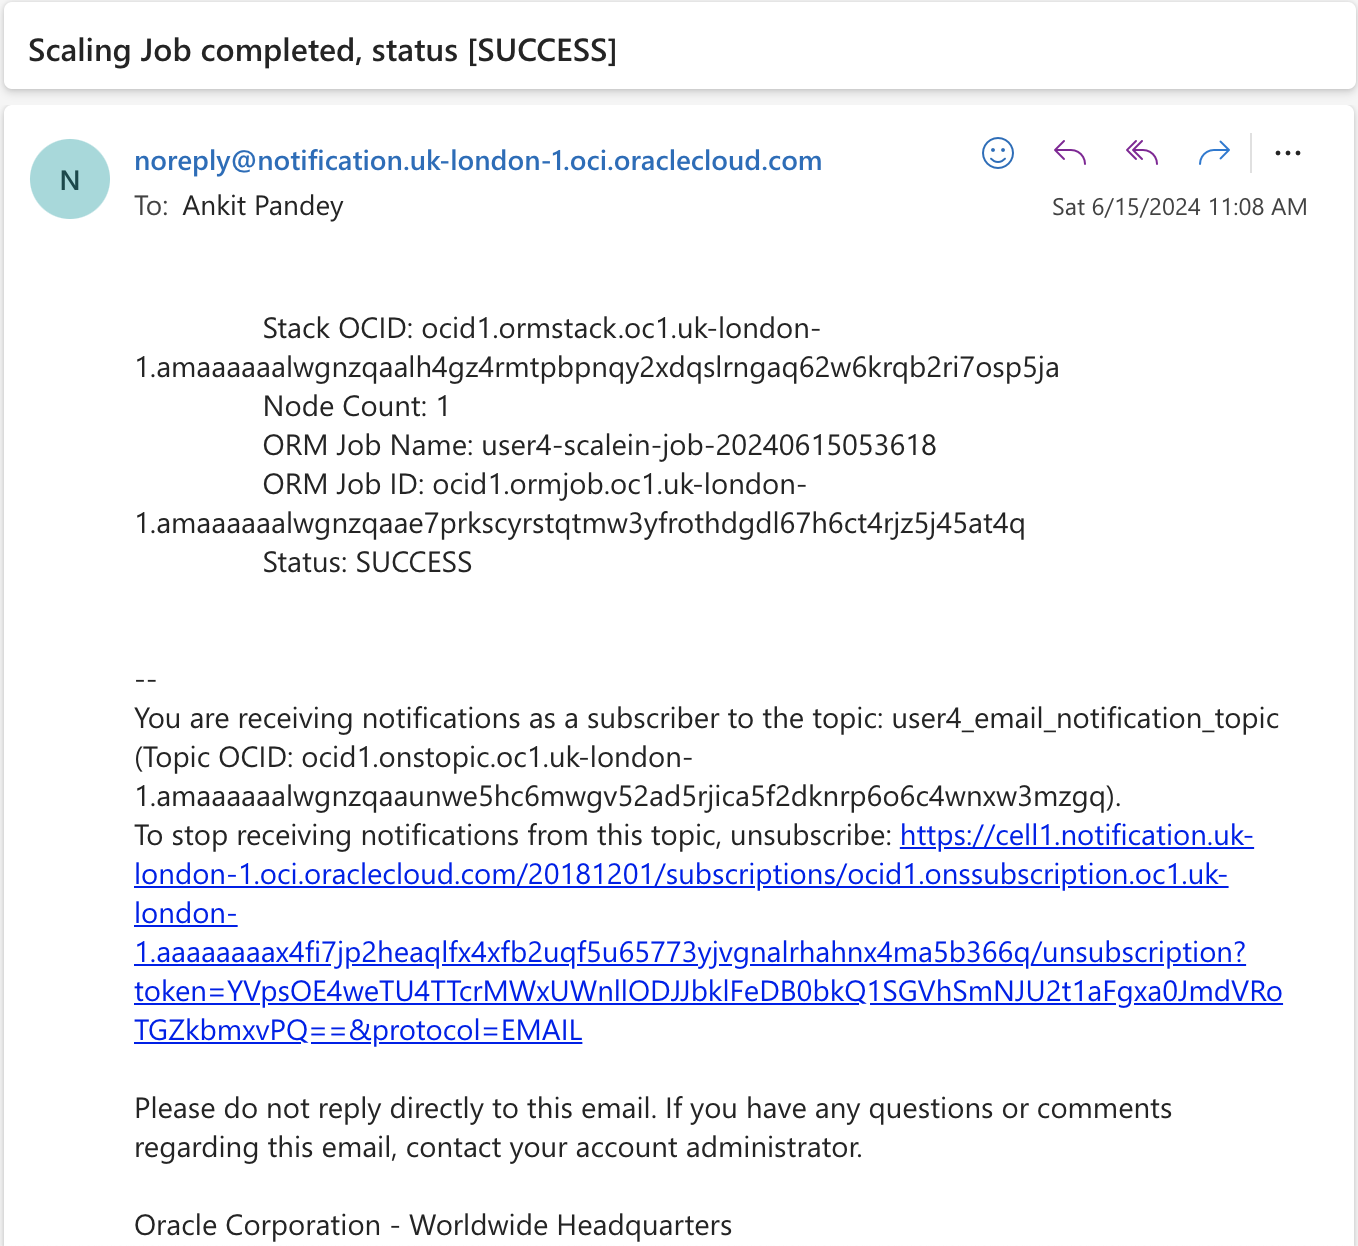 Scaling Job completed, status [SUCCESS]
N
noreply@notification.uk-london-1.oci.oraclecloud.com
To: Ankit Pandey
Sat 6/15/2024 11:08 AM
Stack OCID: ocid1.ormstack.oc1.uk-london-
1.amaaaaaalwgnzqaalh4gz4rmtpbpnqy2xdqslrngaq62w6krqb2ri7osp5ja
Node Count: 1
ORM Job Name: user4-scalein-job-20240615053618
ORM Job ID: ocid1.ormjob.oc1.uk-london-
1.amaaaaaalwgnzqaae7prkscyrstqtmw3yfrothdgdl67h6ct4rjz5j45at4q
Status: SUCCESS
--
You are receiving notifications as a subscriber to the topic: user4_email_notification_topic
(Topic OCID: ocid1.onstopic.oc1.uk-london-
1.amaaaaaalwgnzqaaunwe5hc6mwgv52ad5rjica5f2dknrp6o6c4wnxw3mzgq).
To stop receiving notifications from this topic, unsubscribe: https://cell1.notification.uk-
london-1.oci.oraclecloud.com/20181201/subscriptions/ocid1.onssubscription.oc1.uk-
london-
1.aaaaaaaax4fi7jp2heaqlfx4xfb2uqf5u65773yjvgnalrhahnx4ma5b366q/unsubscription?
token=YVpsOE4weTU4TTcrMWxUWnllODJJbklFeDB0bkQ1SGVhSmNJU2t1aFgxa0JmdVRo
TGZkbmxvPQ==&protocol=EMAIL
Please do not reply directly to this email. If you have any questions or comments
regarding this email, contact your account administrator.
Oracle Corporation - Worldwide Headquarters